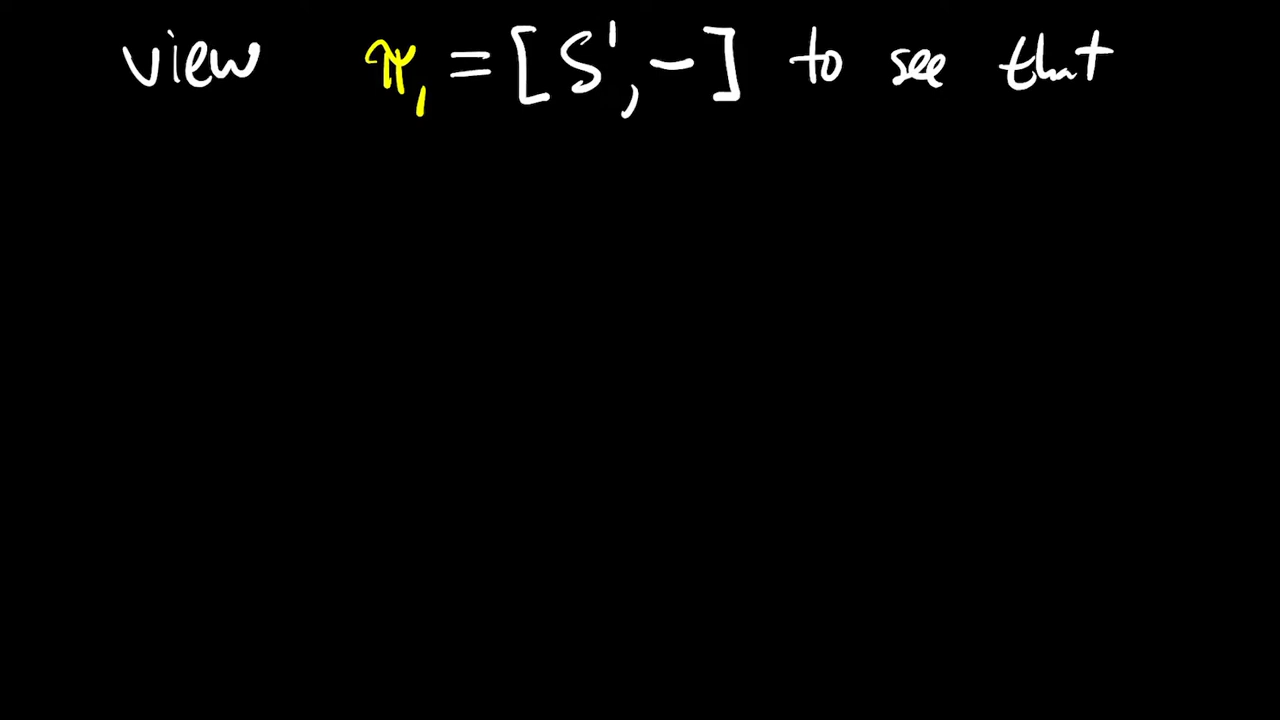 view π₁ = [S¹, -] to see that